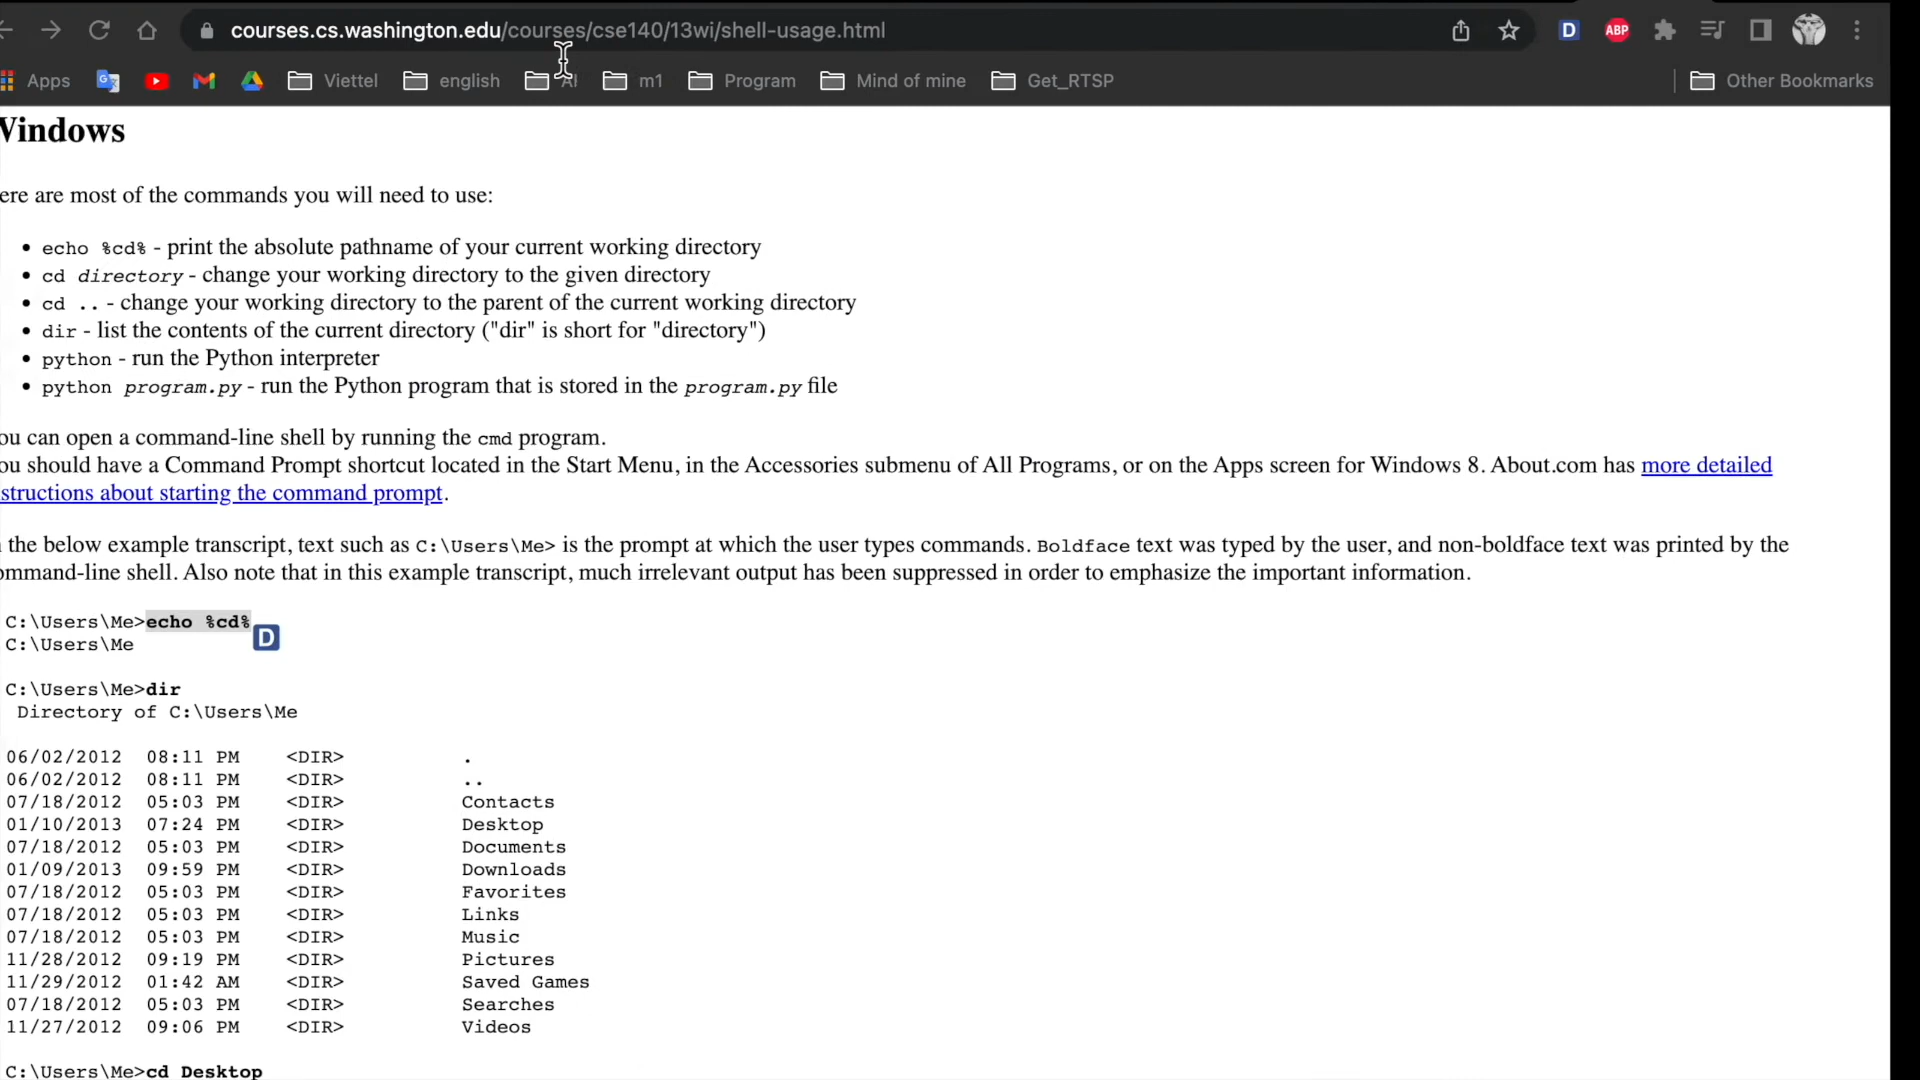 courses.cs.washington.edu/courses/cse140/13wi/shell-usage.html
D
ABP
Apps
Viettel
english
AI
m1
Program
Mind of mine
Get_RTSP
Other Bookmarks
Windows
ere are most of the commands you will need to use:
echo %cd% - print the absolute pathname of your current working directory
cd directory - change your working directory to the given directory
cd .. - change your working directory to the parent of the current working directory
dir - list the contents of the current directory ("dir" is short for "directory")
python - run the Python interpreter
python program.py - run the Python program that is stored in the program.py file
ou can open a command-line shell by running the cmd program.
ou should have a Command Prompt shortcut located in the Start Menu, in the Accessories submenu of All Programs, or on the Apps screen for Windows 8. About.com has more detailed
structions about starting the command prompt.
the below example transcript, text such as C:\Users\Me> is the prompt at which the user types commands. Boldface text was typed by the user, and non-boldface text was printed by the
ommand-line shell. Also note that in this example transcript, much irrelevant output has been suppressed in order to emphasize the important information.
C:\Users\Me>echo %cd%
C:\Users\Me
D
C:\Users\Me>dir
Directory of C:\Users\Me
06/02/2012 08:11 PM <DIR> .
06/02/2012 08:11 PM <DIR> ..
07/18/2012 05:03 PM <DIR> Contacts
01/10/2013 07:24 PM <DIR> Desktop
07/18/2012 05:03 PM <DIR> Documents
01/09/2013 09:59 PM <DIR> Downloads
07/18/2012 05:03 PM <DIR> Favorites
07/18/2012 05:03 PM <DIR> Links
07/18/2012 05:03 PM <DIR> Music
11/28/2012 09:19 PM <DIR> Pictures
11/29/2012 01:42 AM <DIR> Saved Games
07/18/2012 05:03 PM <DIR> Searches
11/27/2012 09:06 PM <DIR> Videos
C:\Users\Me>cd Desktop